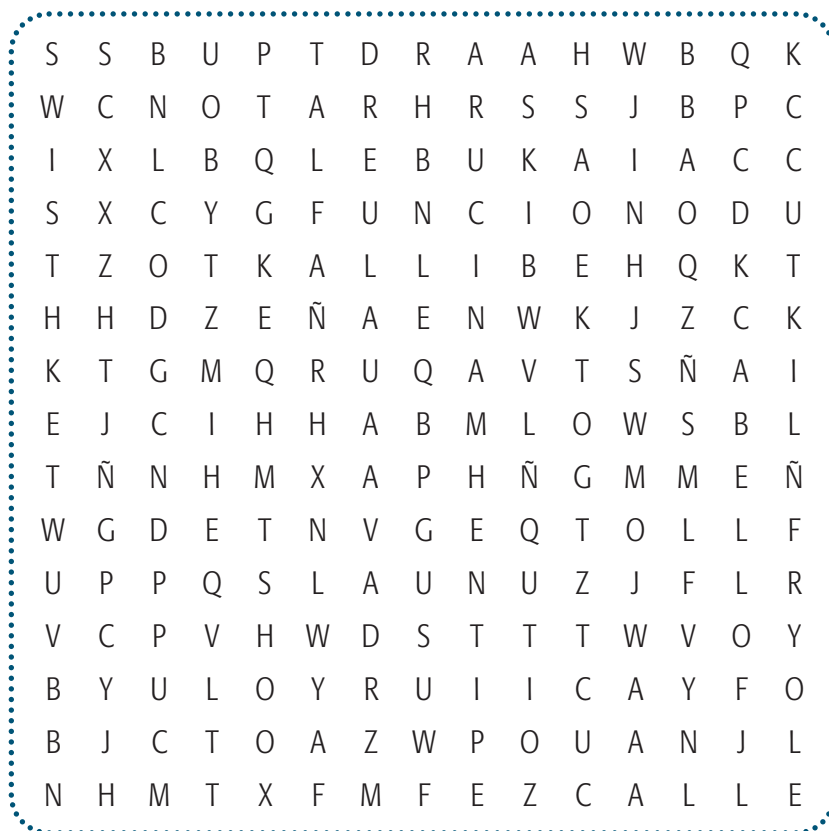 S S B U P T D R A A H W B Q K
W C N O T A R H R S S J B P C
I X L B Q L E B U K A I A C C
S X C Y G F U N C I O N O D U
T Z O T K A L L I B E H Q K T
H H D Z E Ñ A E N W K J Z C K
K T G M Q R U Q A V T S Ñ A I
E J C I H H A B M L O W S B L
T Ñ N H M X A P H Ñ G M M E Ñ
W G D E T N V G E Q T O L L F
U P P Q S L A U N U Z J F L R
V C P V H W D S T T T W V O Y
B Y U L O Y R U I I C A Y F O
B J C T O A Z W P O U A N J L
N H M T X F M F E Z C A L L E